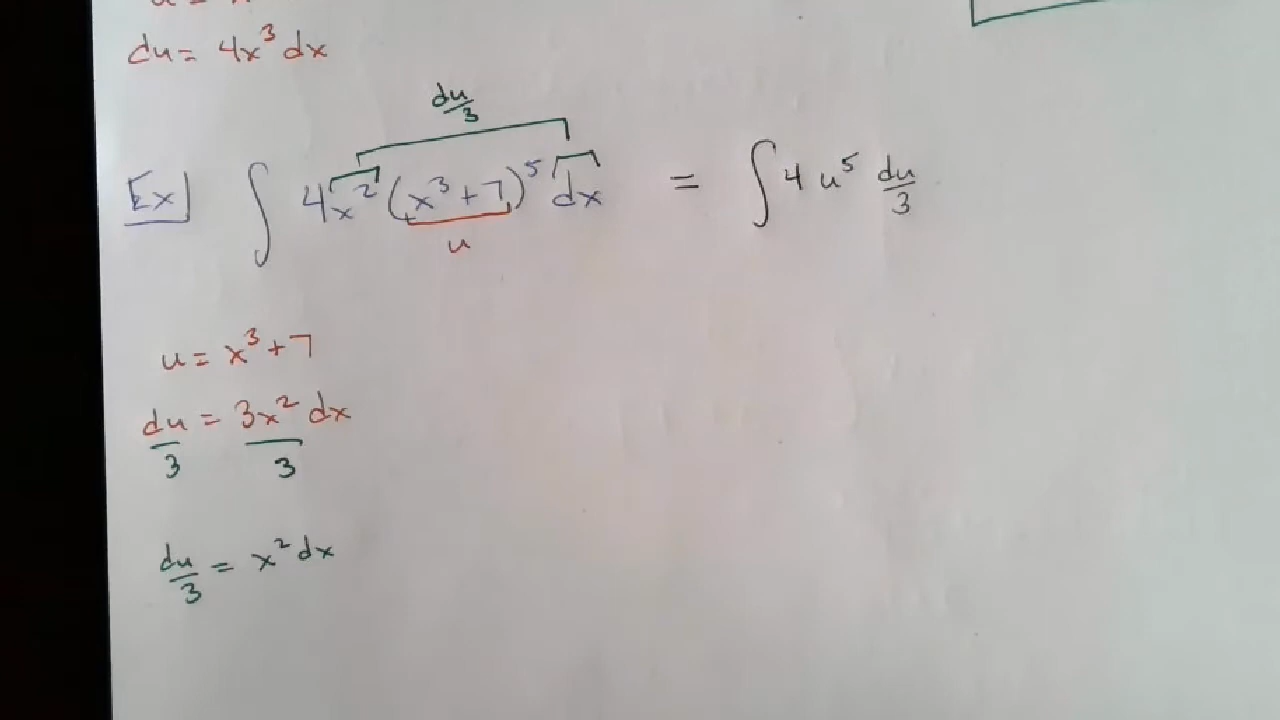 du = 4x³ dx
du/3
Ex] ∫ 4x² (x³ + 7)⁵ dx = ∫ 4 u⁵ du/3
u
u = x³ + 7
du = 3x² dx
3 3
du/3 = x² dx